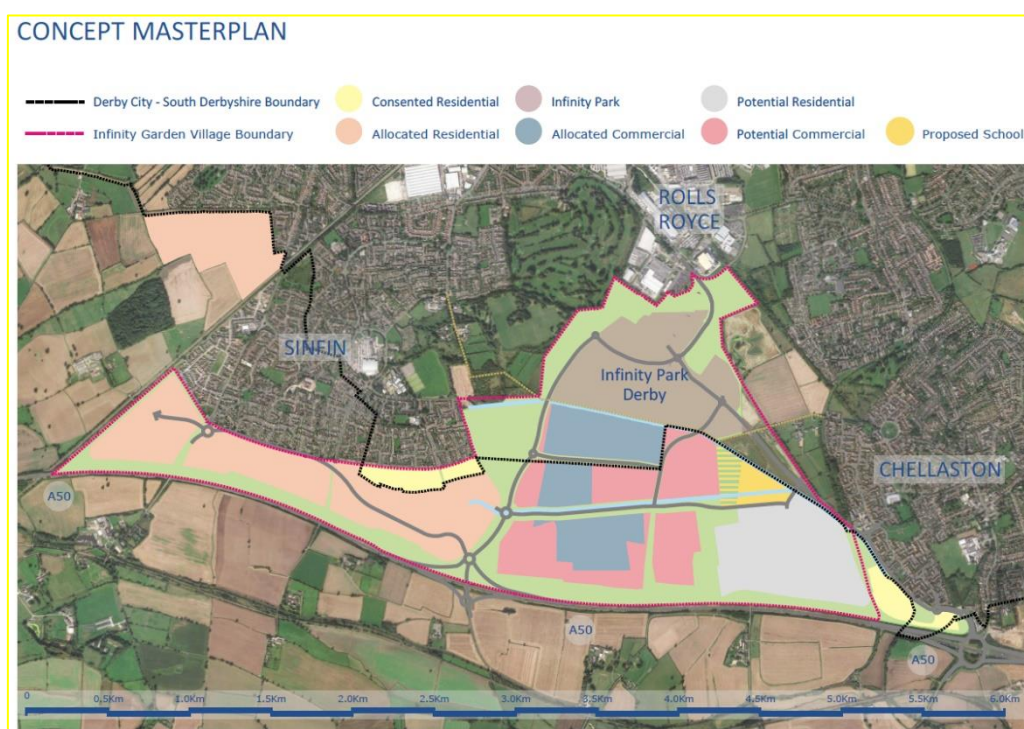 CONCEPT MASTERPLAN
Derby City - South Derbyshire Boundary
Consented Residential
Infinity Park
Potential Residential
Infinity Garden Village Boundary
Allocated Residential
Allocated Commercial
Potential Commercial
Proposed School
ROLLS
ROYCE
SINFIN
Infinity Park
Derby
CHELLASTON
A50
A50
A50
0 0.5Km 1.0Km 1.5Km 2.0Km 2.5Km 3.0Km 3.5Km 4.0Km 4.5Km 5.0Km 5.5Km 6.0Km